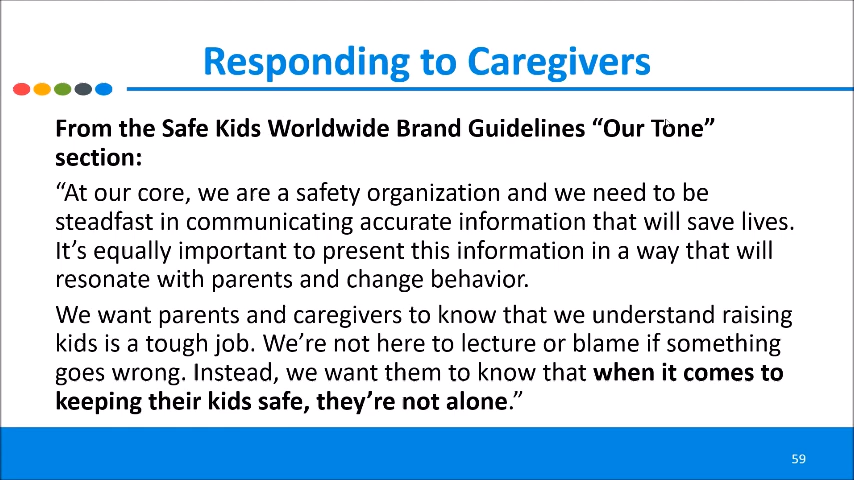 Responding to Caregivers
From the Safe Kids Worldwide Brand Guidelines “Our Tone”
section:
“At our core, we are a safety organization and we need to be
steadfast in communicating accurate information that will save lives.
It’s equally important to present this information in a way that will
resonate with parents and change behavior.
We want parents and caregivers to know that we understand raising
kids is a tough job. We’re not here to lecture or blame if something
goes wrong. Instead, we want them to know that when it comes to
keeping their kids safe, they’re not alone.”
59